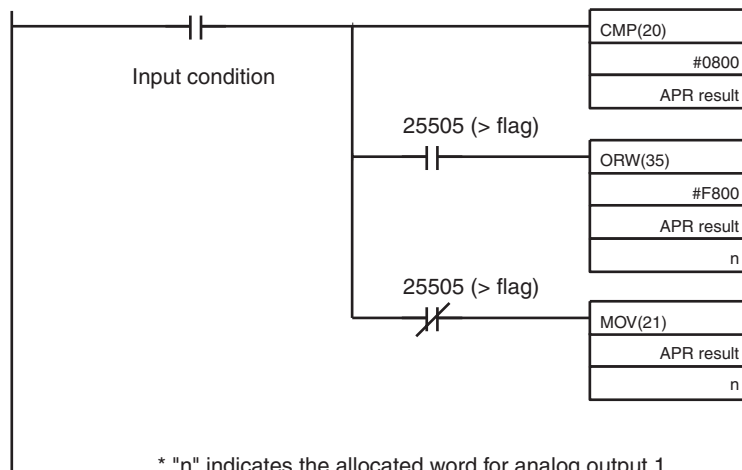 CMP(20)
#0800
APR result
Input condition
25505 (> flag)
ORW(35)
#F800
APR result
n
25505 (> flag)
MOV(21)
APR result
n
* "n" indicates the allocated word for analog output 1